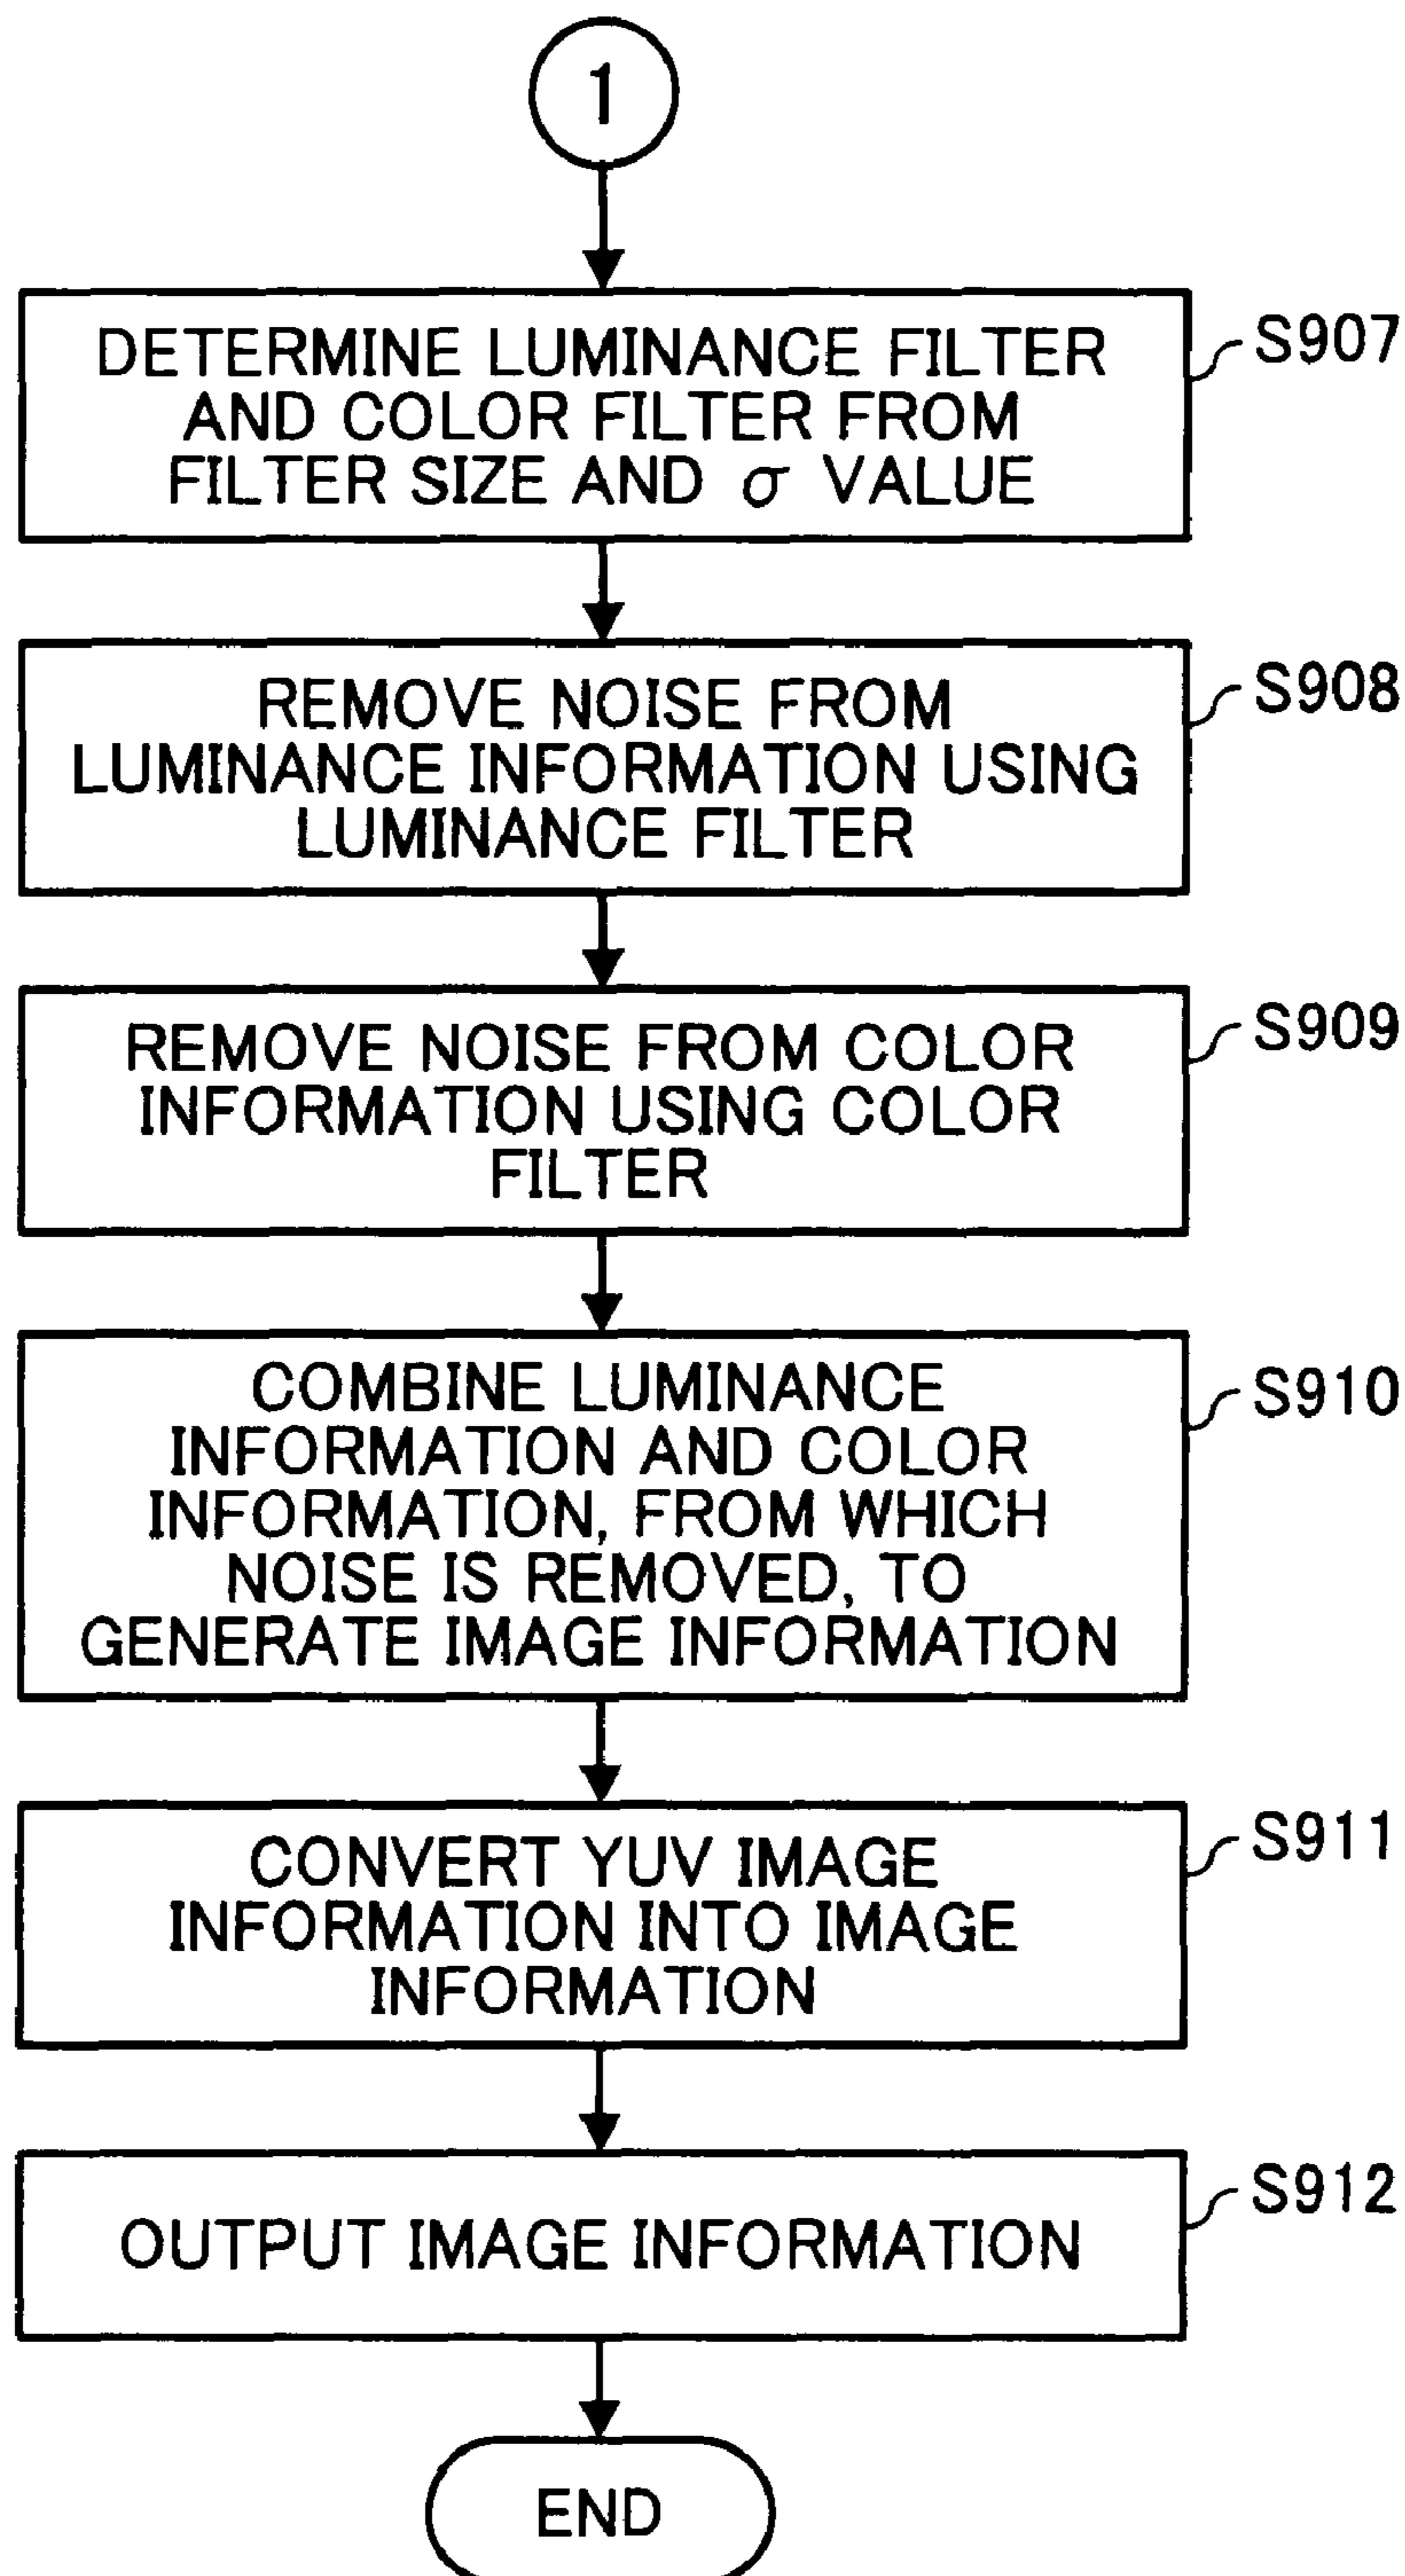 1
DETERMINE LUMINANCE FILTER
AND COLOR FILTER FROM
FILTER SIZE AND σ VALUE
S907
REMOVE NOISE FROM
LUMINANCE INFORMATION USING
LUMINANCE FILTER
S908
REMOVE NOISE FROM COLOR
INFORMATION USING COLOR
FILTER
S909
COMBINE LUMINANCE
INFORMATION AND COLOR
INFORMATION, FROM WHICH
NOISE IS REMOVED, TO
GENERATE IMAGE INFORMATION
S910
CONVERT YUV IMAGE
INFORMATION INTO IMAGE
INFORMATION
S911
OUTPUT IMAGE INFORMATION
S912
END